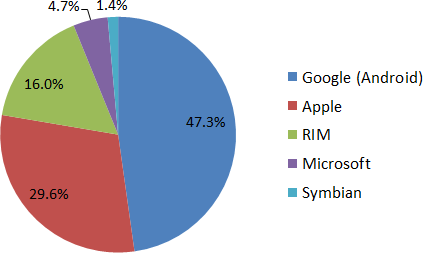 4.7%
1.4%
16.0%
47.3%
29.6%
Google (Android)
Apple
RIM
Microsoft
Symbian